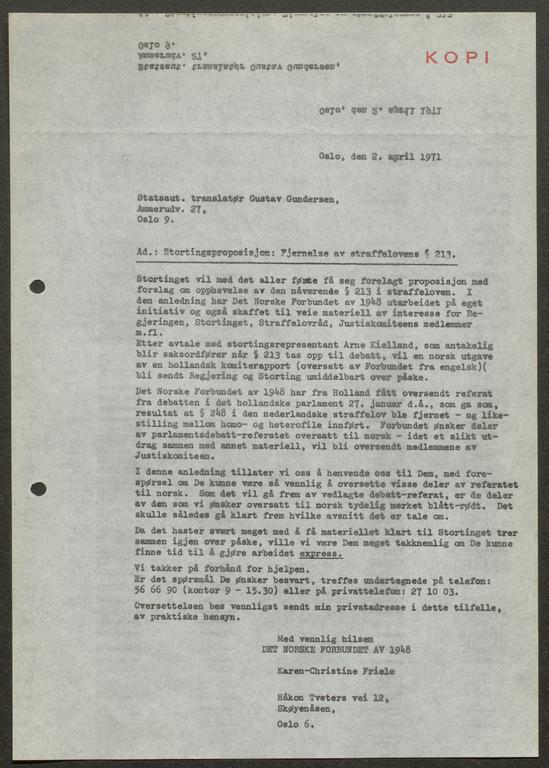 KOPI
Oslo, den 2. april 1971
Statsaut. translatør Gustav Gundersen,
Ammerudv. 27,
Oslo 9.
Ad.: Stortingsproposisjon: Fjernelse av straffelovens § 213.
Stortinget vil med det aller første få seg forelagt proposisjon med
forslag om opphevelse av den nåværende § 213 i straffeloven. I
den anledning har Det Norske Forbundet av 1948 utarbeidet på eget
initiativ og også skaffet til veie materiell av interesse for Re-
gjeringen, Stortinget, Straffelovråd, Justiskomiteens medlemmer
m.fl.
Etter avtale med stortingsrepresentant Arne Kielland, som antakelig
blir saksordfører når § 213 tas opp til debatt, vil en norsk utgave
av en hollandsk komiterapport (oversatt av Forbundet fra engelsk)(
bli sendt Regjering og Storting umiddelbart over påske.
Det Norske Forbundet av 1948 har fra Holland fått oversendt referat
fra debatten i det hollandske parlament 27. januar d.å., som ga som,
resultat at § 248 i den nederlandske straffelov ble fjernet - og like-
stilling mellom homo- og heterofile innført. Forbundet ønsker deler
av parlamentsdebatt-referatet oversatt til norsk - idet et slikt ut-
drag sammen med annet materiell, vil bli oversendt medlemmene av
Justiskomiteen.
I denne anledning tillater vi oss å henvende oss til Dem, med fore-
spørsel om De kunne være så vennlig å oversette visse deler av referatet
til norsk. Som det vil gå frem av vedlagte debatt-referat, er de deler
av den som vi ønsker oversatt til norsk tydelig merket blått-rødt. Det
skulle således gå klart frem hvilke avsnitt det er tale om.
Da det haster svært meget med å få materiellet klart til Stortinget trer
sammen igjen over påske, ville vi være Dem meget takknemlig om De kunne
finne tid til å gjøre arbeidet express.
Vi takker på forhånd for hjelpen.
Er det spørsmål De ønsker besvart, treffes undertegnede på telefon:
56 66 90 (kontor 9 - 15.30) eller på privattelefon: 27 10 03.
Oversettelsen bes vennligst sendt min privatadresse i dette tilfelle,
av praktiske hensyn.
Med vennlig hilsen
DET NORSKE FORBUNDET AV 1948
Karen-Christine Friele
Håkon Tveters vei 12,
Skøyenåsen,
Oslo 6.